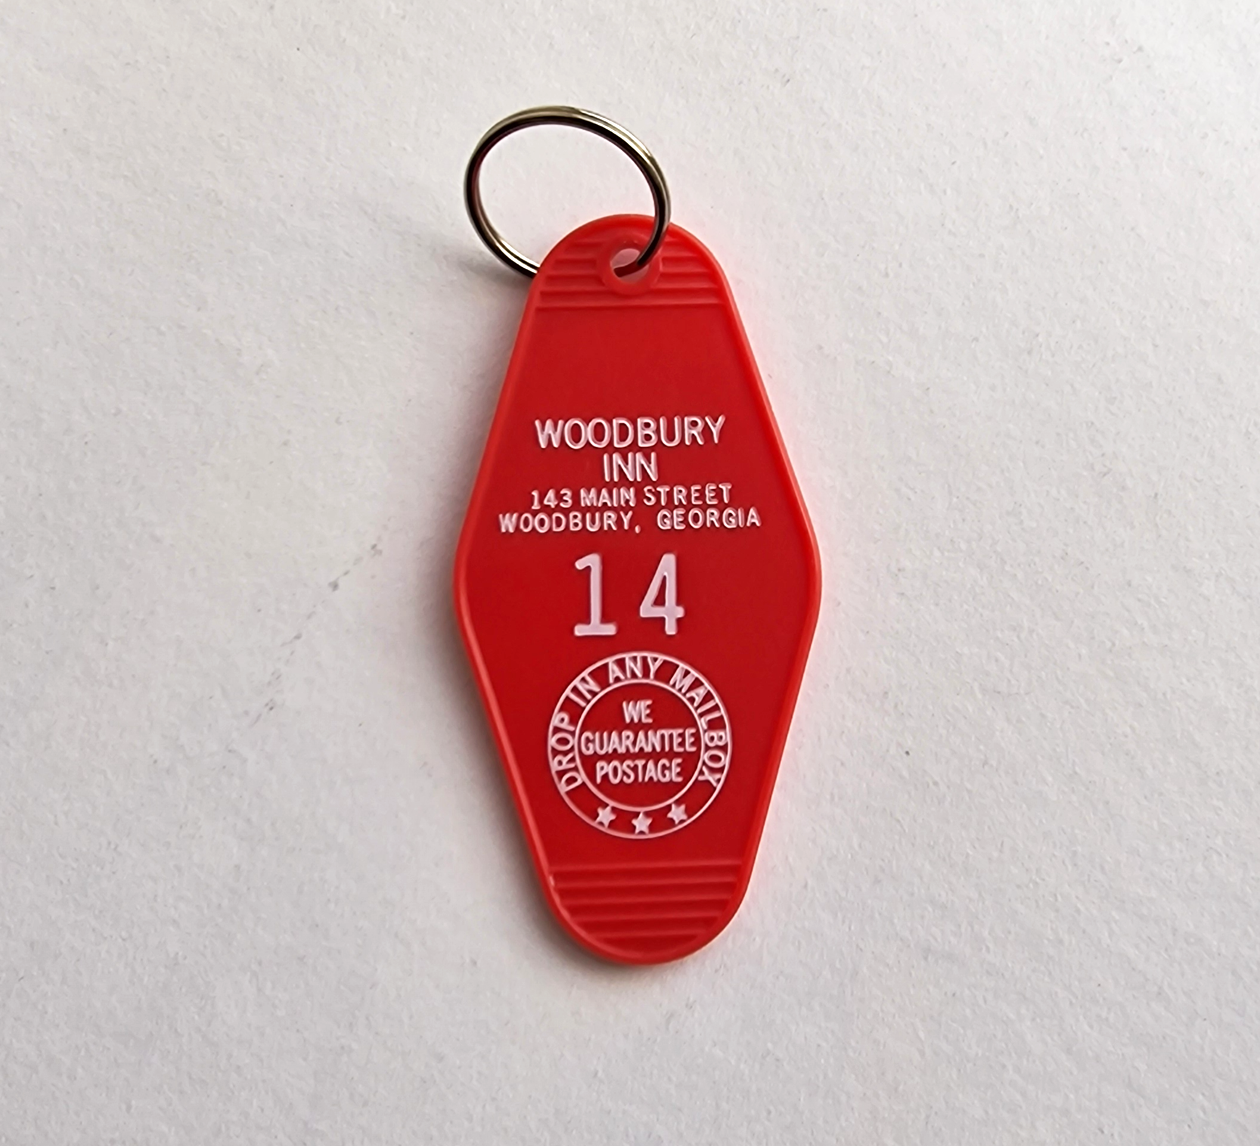 WOODBURY
INN
143 MAIN STREET
WOODBURY, GEORGIA
14
DROP IN ANY MAILBOX
WE
GUARANTEE
POSTAGE